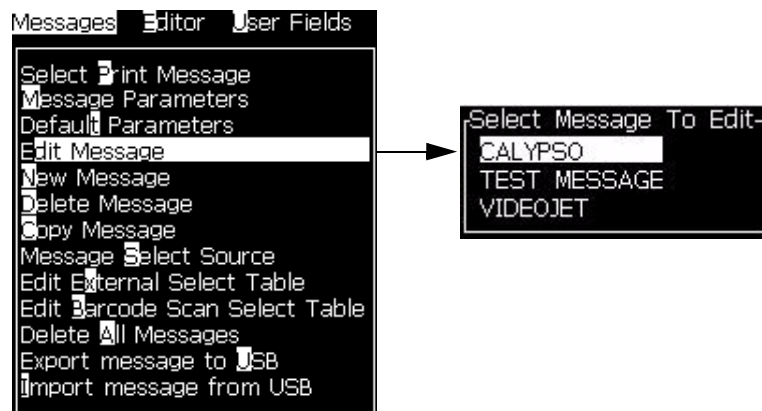 Messages Editor User Fields
Select Print Message
Message Parameters
Default Parameters
Edit Message
New Message
Delete Message
Copy Message
Message Select Source
Edit External Select Table
Edit Barcode Scan Select Table
Delete All Messages
Export message to USB
Import message from USB
Select Message To Edit
CALYPSO
TEST MESSAGE
VIDEOJET